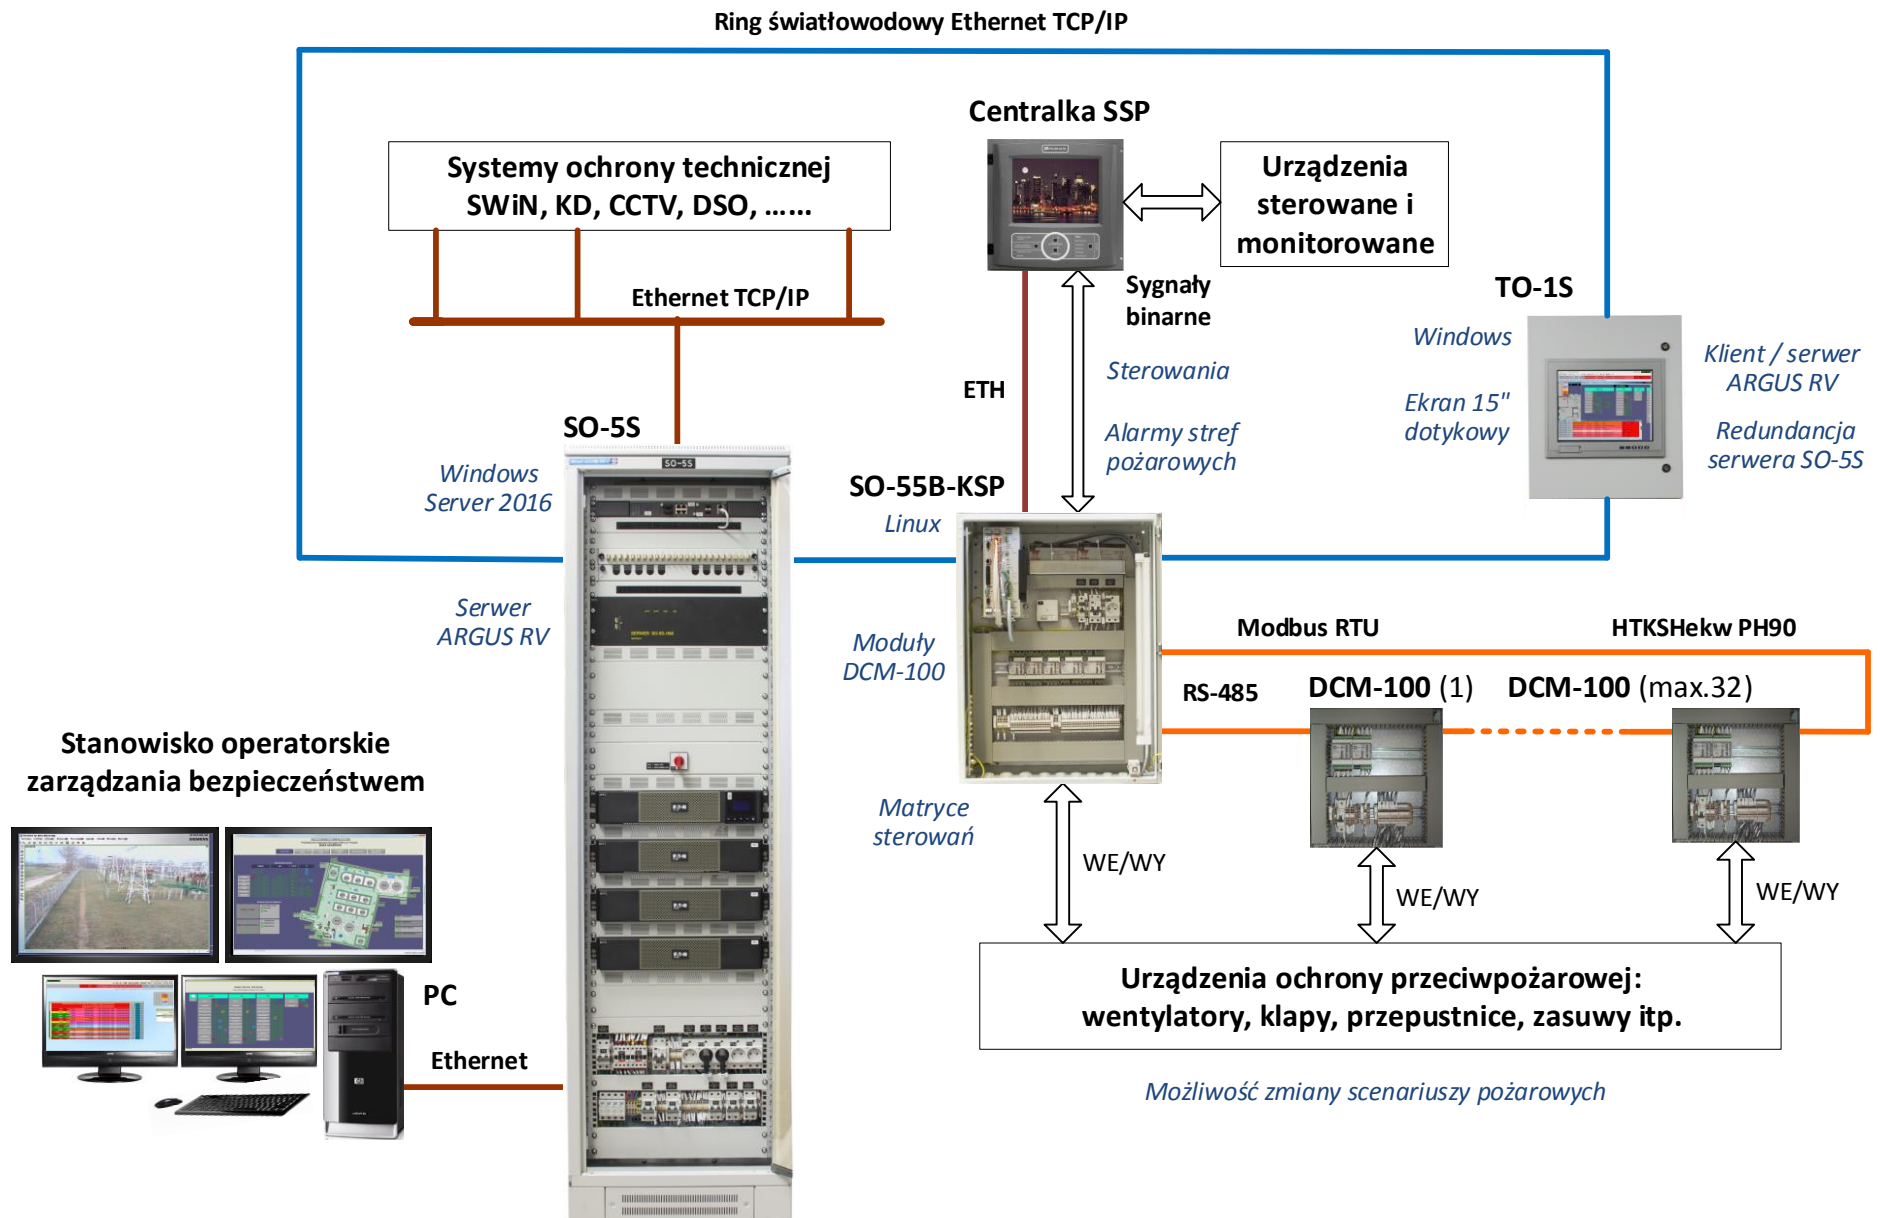 Ring światłowodowy Ethernet TCP/IP
Centralka SSP
Systemy ochrony technicznej
SWiN, KD, CCTV, DSO, ......
Urządzenia
sterowane i
monitorowane
Ethernet TCP/IP
Sygnały
binarne
TO-1S
Windows
Klient / serwer
ARGUS RV
Sterowania
ETH
Ekran 15"
dotykowy
SO-5S
Alarmy stref
pożarowych
Redundancja
serwera SO-5S
SO-5S
Windows
Server 2016
SO-55B-KSP
Linux
Serwer
ARGUS RV
Moduły
DCM-100
Modbus RTU
HTKSHekw PH90
RS-485
DCM-100 (1)
DCM-100 (max.32)
Stanowisko operatorskie
zarządzania bezpieczeństwem
Matryce
sterowań
WE/WY
WE/WY
WE/WY
Urządzenia ochrony przeciwpożarowej:
wentylatory, klapy, przepustnice, zasuwy itp.
PC
Ethernet
Możliwość zmiany scenariuszy pożarowych